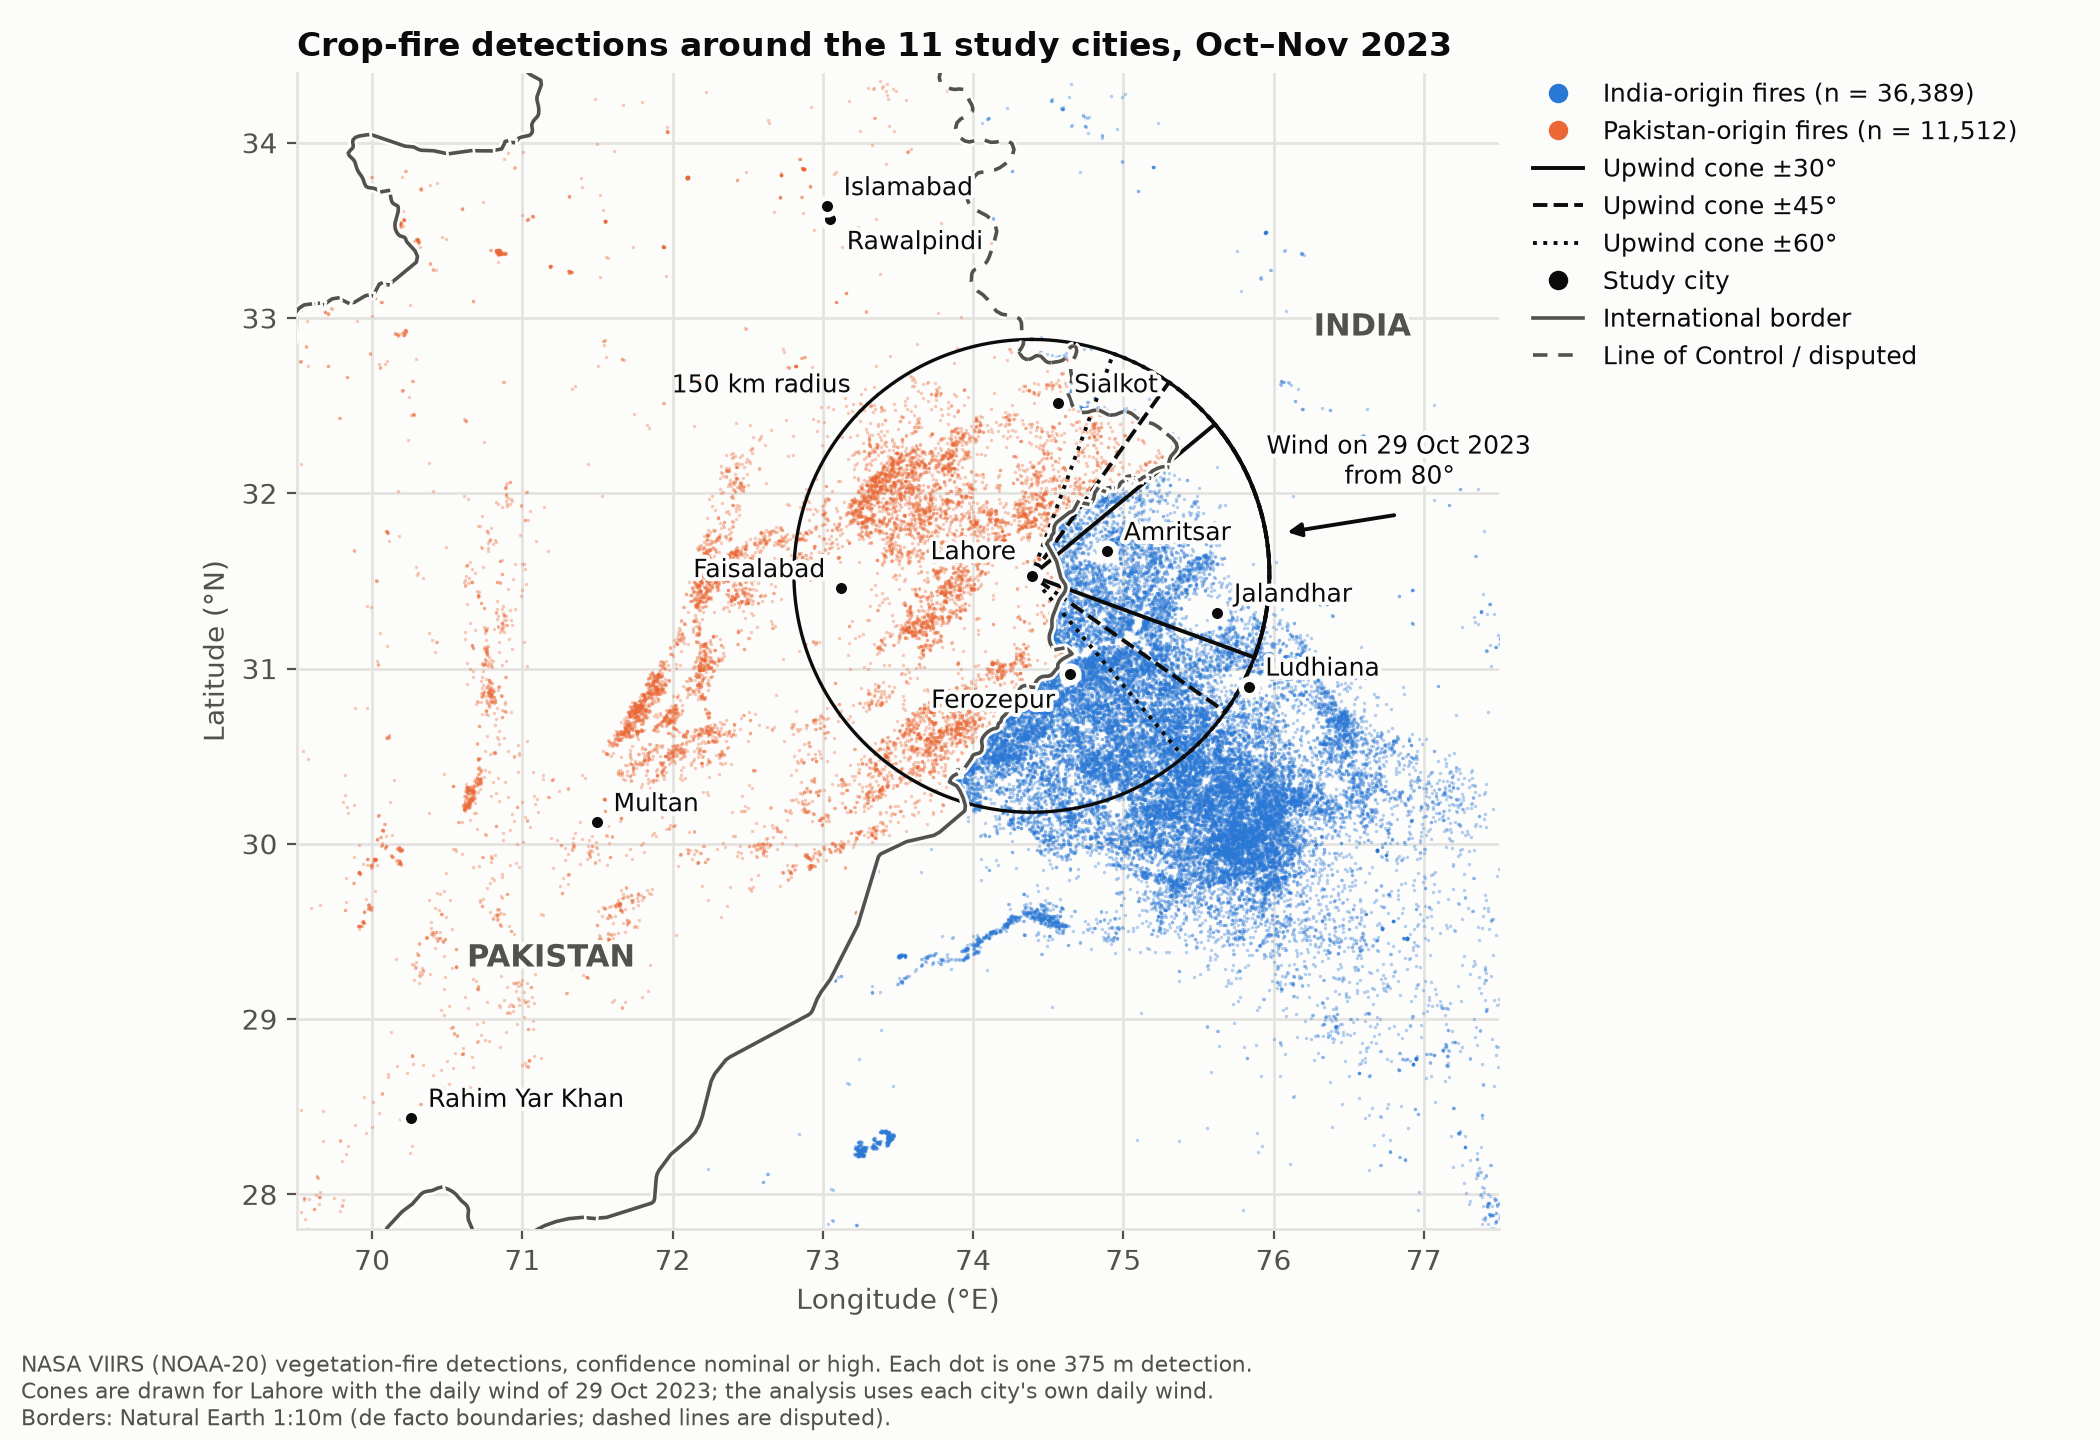 Crop-fire detections around the 11 study cities, Oct–Nov 2023
India-origin fires (n = 36,389)
Pakistan-origin fires (n = 11,512)
Upwind cone ±30°
Upwind cone ±45°
Upwind cone ±60°
Study city
International border
Line of Control / disputed
34
33
32
31
30
29
28
Latitude (°N)
Islamabad
Rawalpindi
INDIA
150 km radius
Sialkot
Wind on 29 Oct 2023
from 80°
Amritsar
Lahore
Faisalabad
Jalandhar
Ludhiana
Ferozepur
Multan
PAKISTAN
Rahim Yar Khan
70
71
72
73
74
75
76
77
Longitude (°E)
NASA VIIRS (NOAA-20) vegetation-fire detections, confidence nominal or high. Each dot is one 375 m detection.
Cones are drawn for Lahore with the daily wind of 29 Oct 2023; the analysis uses each city's own daily wind.
Borders: Natural Earth 1:10m (de facto boundaries; dashed lines are disputed).